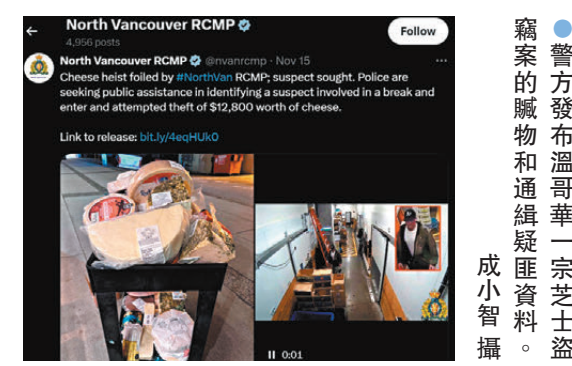 North Vancouver RCMP
4,956 posts
Follow
North Vancouver RCMP @nvanrcmp · Nov 15
Cheese heist foiled by #NorthVan RCMP; suspect sought. Police are
seeking public assistance in identifying a suspect involved in a break and
enter and attempted theft of $12,800 worth of cheese.
Link to release: bit.ly/4eqHUk0
0:01
●警方發布溫哥華一宗芝士盜
竊案的贓物和通緝疑匪資料。
成小智 攝